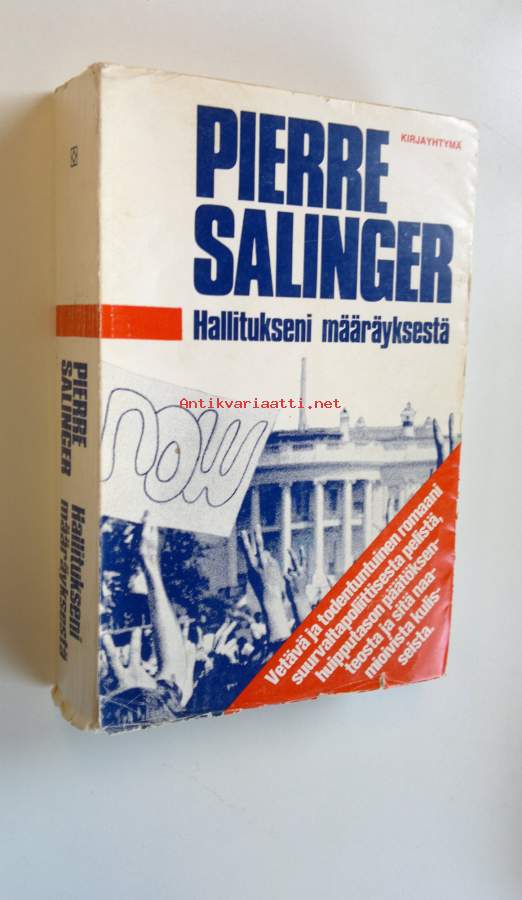 PIERRE
SALINGER
KIRJAYHTYMÄ
Hallitukseni määräyksestä
Antikvariaatti.net
now
Vetävä ja todentuntuinen romaani
suurvaltapoliittisesta pelistä,
huipputason päätöksen-
teosta ja sitä naa-
mioivista kulis-
seista.
PIERRE
SALINGER
Hallitukseni
määräyksestä